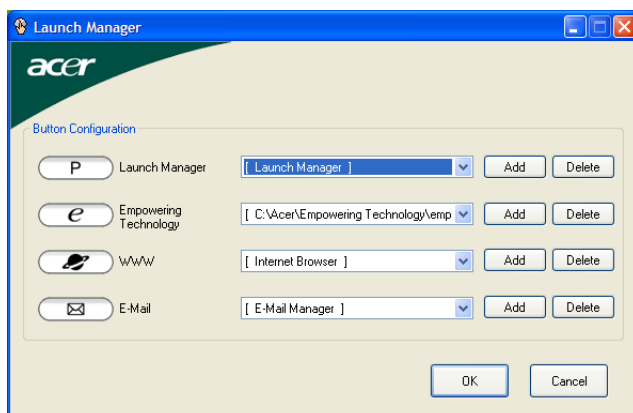 Launch Manager
acer
Button Configuration
P Launch Manager [ Launch Manager ] Add Delete
e Empowering
Technology [ C:\Acer\Empowering Technology\emp Add Delete
WWW [ Internet Browser ] Add Delete
E-Mail [ E-Mail Manager ] Add Delete
OK Cancel